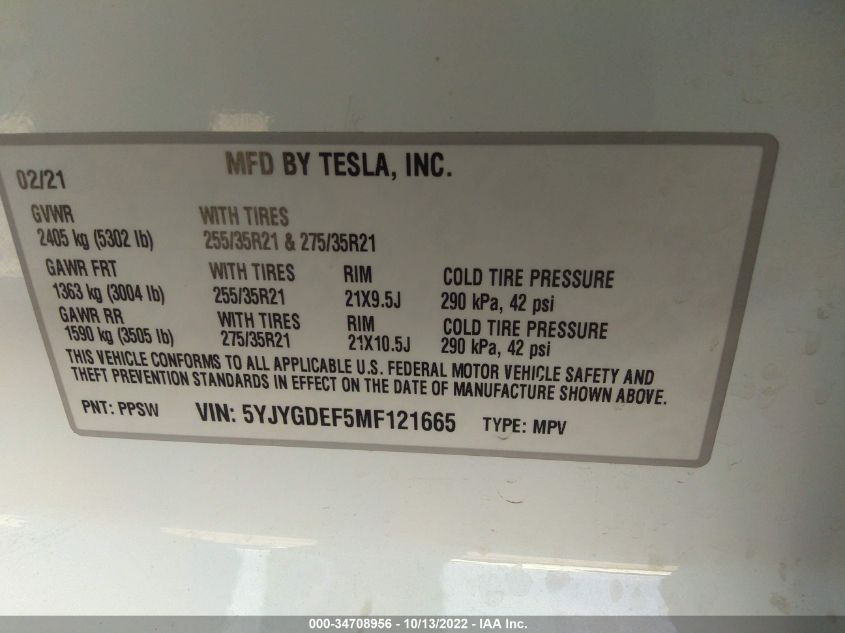 MFD BY TESLA, INC.
02/21
GVWR WITH TIRES
2405 kg (5302 lb) 255/35R21 & 275/35R21
GAWR FRT WITH TIRES RIM COLD TIRE PRESSURE
1363 kg (3004 lb) 255/35R21 21X9.5J 290 kPa, 42 psi
GAWR RR WITH TIRES RIM COLD TIRE PRESSURE
1590 kg (3505 lb) 275/35R21 21X10.5J 290 kPa, 42 psi
THIS VEHICLE CONFORMS TO ALL APPLICABLE U.S. FEDERAL MOTOR VEHICLE SAFETY AND
THEFT PREVENTION STANDARDS IN EFFECT ON THE DATE OF MANUFACTURE SHOWN ABOVE.
PNT: PPSW VIN: 5YJYGDEF5MF121665 TYPE: MPV
000-34708956 - 10/13/2022 - IAA Inc.